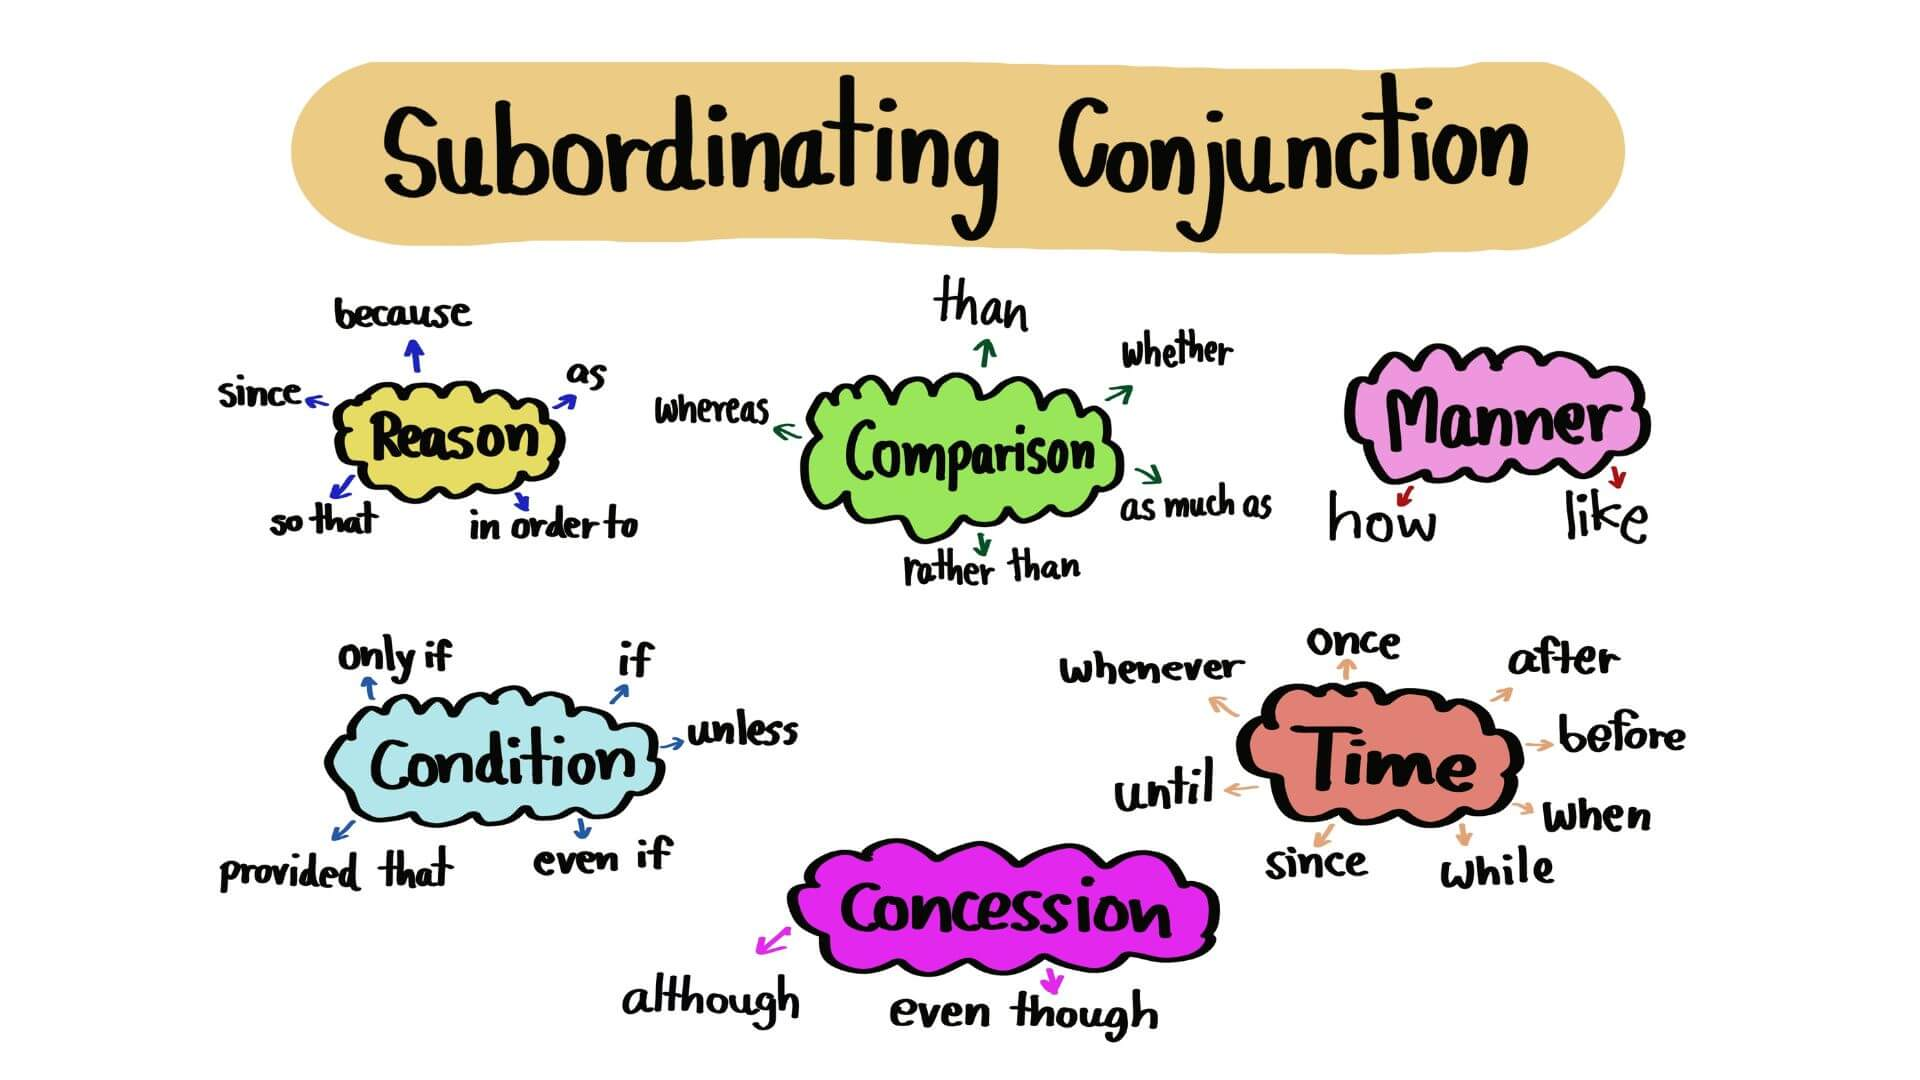 Subordinating Conjunction
because
since
as
Reason
so that
in order to
than
whether
whereas
Comparison
as much as
rather than
Manner
how
like
only if
if
unless
Condition
provided that
even if
once
whenever
after
before
Time
until
when
since
while
Concession
although
even though